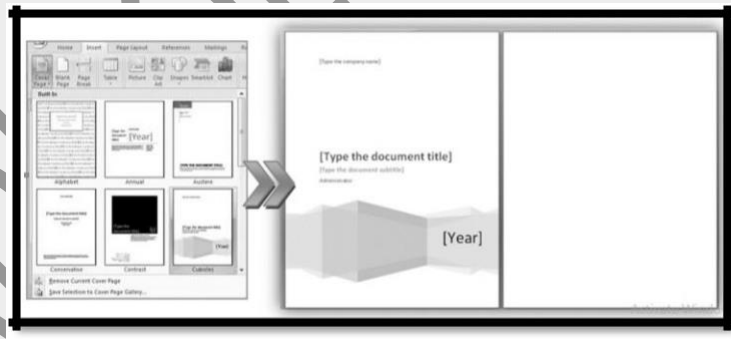 Home Insert Page Layout References Mailings
Cover Page Blank Page Page Break Table Picture Clip Art Shapes SmartArt Chart
Built-In
[Year]
Alphabet Annual Austere
[Year]
Conservative Contrast Cubicles
Remove Current Cover Page
Save Selection to Cover Page Gallery...
[Type the company name]
[Type the document title]
[Type the document subtitle]
Administrator
[Year]